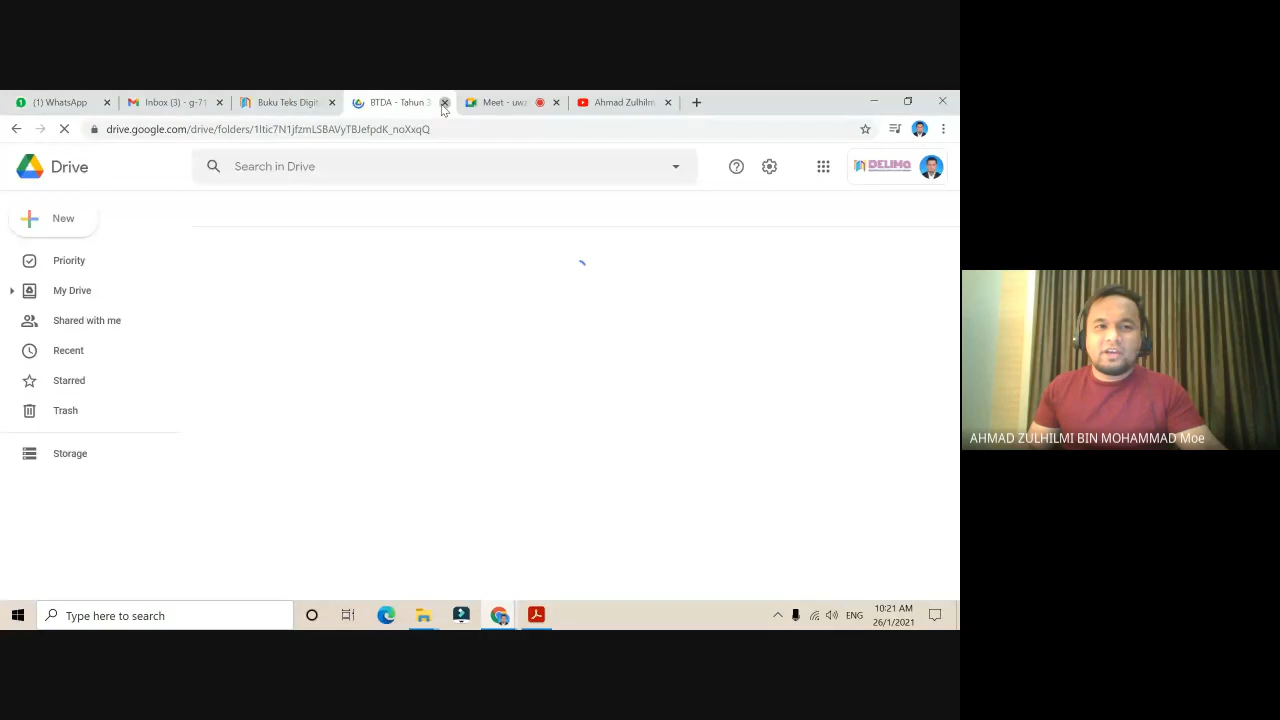 (1) WhatsApp
Inbox (3) - g-71
Buku Teks Digit
BTDA - Tahun 3
Meet - uwz
Ahmad Zulhilm
drive.google.com/drive/folders/
Drive
Search in Drive
DELIMa
New
Priority
My Drive
Shared with me
Recent
Starred
Trash
Storage
AHMAD ZULHILMI BIN MOHAMMAD Moe
Type here to search
ENG
10:21 AM
26/1/2021